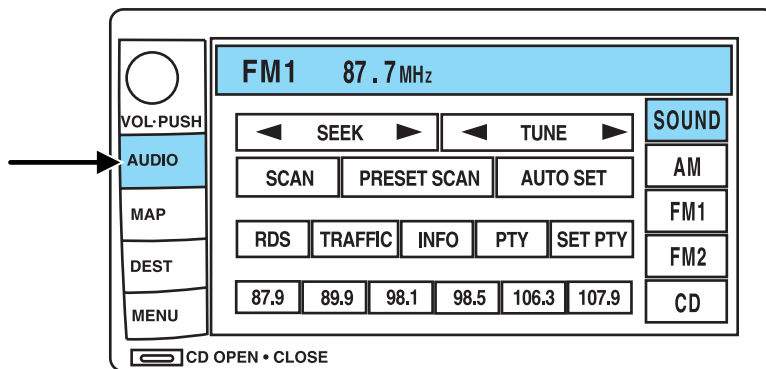 FM1 87.7 MHz
VOL·PUSH
AUDIO
MAP
DEST
MENU
◄ SEEK ► ◄ TUNE ►
SCAN PRESET SCAN AUTO SET
RDS TRAFFIC INFO PTY SET PTY
87.9 89.9 98.1 98.5 106.3 107.9
SOUND
AM
FM1
FM2
CD
CD OPEN • CLOSE